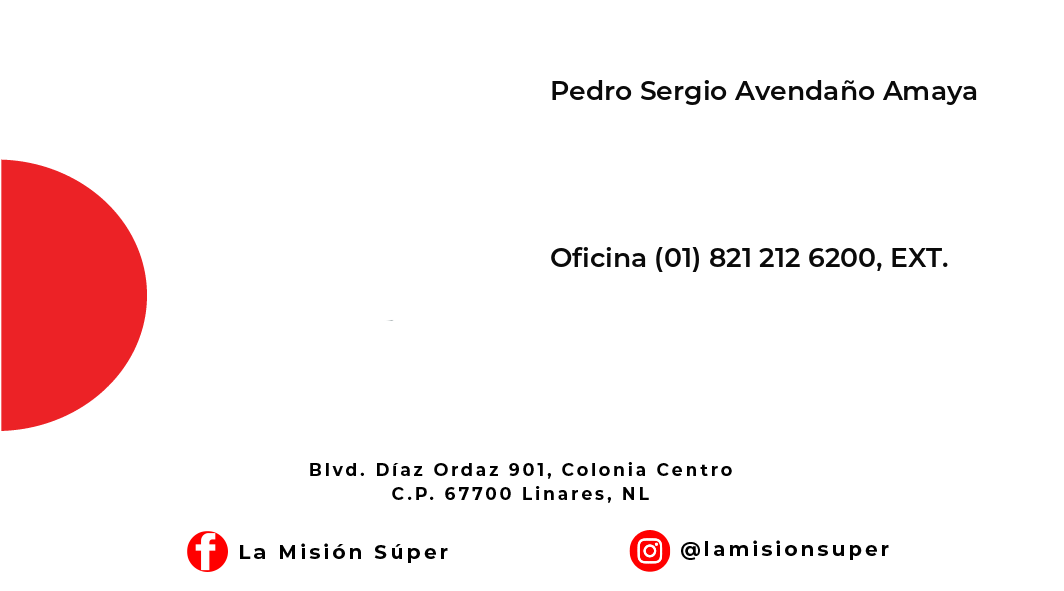 Pedro Sergio Avendaño Amaya
Oficina (01) 821 212 6200, EXT.
Blvd. Díaz Ordaz 901, Colonia Centro
C.P. 67700 Linares, NL
La Misión Súper
@lamisionsuper